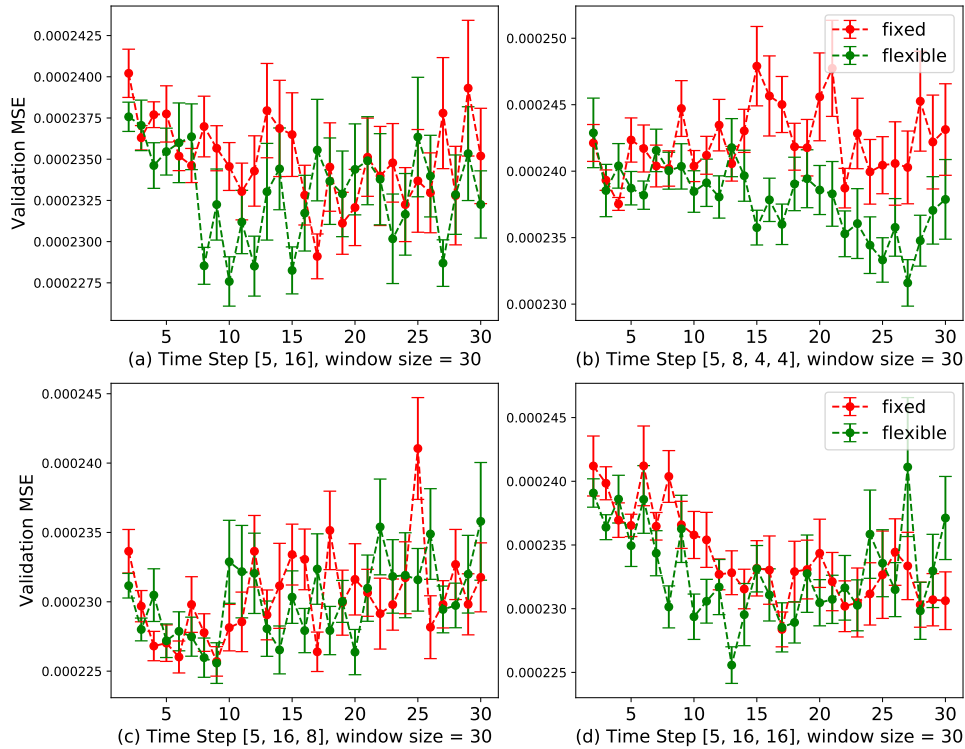 0.0002425
0.0002400
0.0002375
0.0002350
0.0002325
0.0002300
0.0002275
Validation MSE
5 10 15 20 25 30
(a) Time Step [5, 16], window size = 30
0.000250
0.000245
0.000240
0.000235
0.000230
fixed
flexible
5 10 15 20 25 30
(b) Time Step [5, 8, 4, 4], window size = 30
0.000245
0.000240
0.000235
0.000230
0.000225
Validation MSE
5 10 15 20 25 30
(c) Time Step [5, 16, 8], window size = 30
0.000245
0.000240
0.000235
0.000230
0.000225
fixed
flexible
5 10 15 20 25 30
(d) Time Step [5, 16, 16], window size = 30